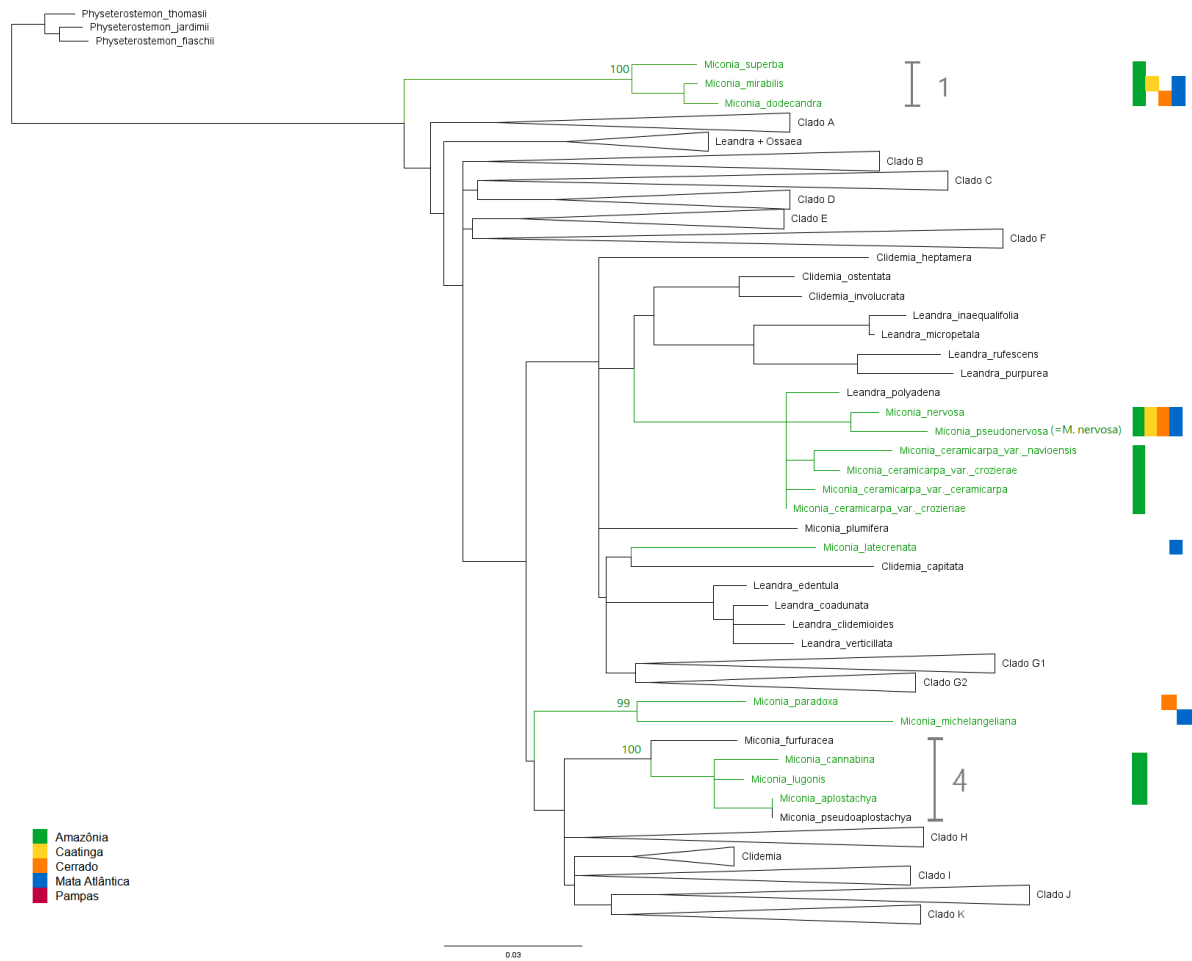 Physeterostemon_thomasii
Physeterostemon_jardimii
Physeterostemon_fiaschii
100
Miconia_superba
Miconia_mirabilis
Miconia_dodecandra
1
Clado A
Leandra + Ossaea
Clado B
Clado C
Clado D
Clado E
Clado F
Clidemia_heptamera
Clidemia_ostentata
Clidemia_involucrata
Leandra_inaequalifolia
Leandra_micropetala
Leandra_rufescens
Leandra_purpurea
Leandra_polyadena
Miconia_nervosa
Miconia_pseudonervosa (=M. nervosa)
Miconia_ceramicarpa_var._navioensis
Miconia_ceramicarpa_var._crozierae
Miconia_ceramicarpa_var._ceramicarpa
Miconia_ceramicarpa_var._crozieriae
Miconia_plumifera
Miconia_latecrenata
Clidemia_capitata
Leandra_edentula
Leandra_coadunata
Leandra_clidemioides
Leandra_verticillata
Clado G1
Clado G2
99
Miconia_paradoxa
Miconia_michelangeliana
100
Miconia_furfuracea
Miconia_cannabina
Miconia_lugonis
Miconia_aplostachya
Miconia_pseudoaplostachya
4
Clado H
Clidemia
Clado I
Clado J
Clado K
Amazônia
Caatinga
Cerrado
Mata Atlântica
Pampas
0.03